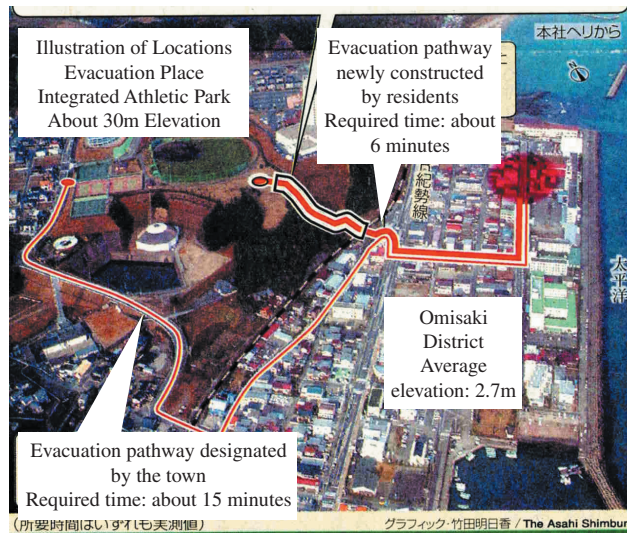 本社ヘリから
Illustration of Locations
Evacuation Place
Integrated Athletic Park
About 30m Elevation
Evacuation pathway
newly constructed
by residents
Required time: about
6 minutes
紀勢線
太平洋
Omisaki
District
Average
elevation: 2.7m
Evacuation pathway designated
by the town
Required time: about 15 minutes
(所要時間はいずれも実測値)
グラフィック・竹田明日香 / The Asahi Shimbun